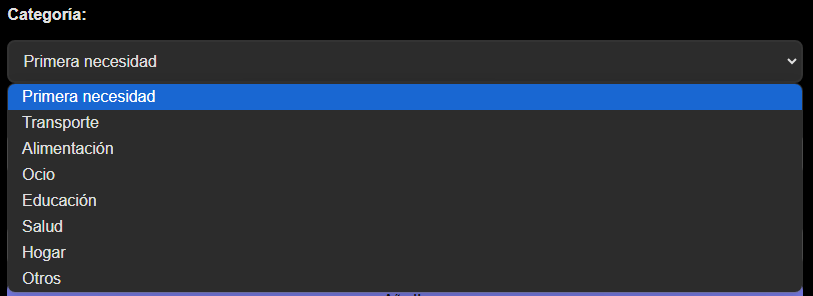 Categoría:
Primera necesidad
Primera necesidad
Transporte
Alimentación
Ocio
Educación
Salud
Hogar
Otros